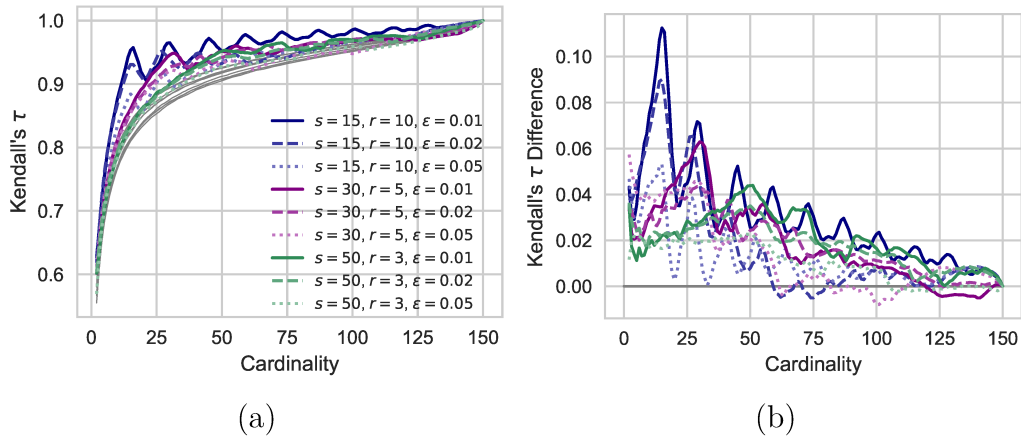 Kendall's τ
1.0
0.9
0.8
0.7
0.6
0 25 50 75 100 125 150
Cardinality
s = 15, r = 10, ε = 0.01
s = 15, r = 10, ε = 0.02
s = 15, r = 10, ε = 0.05
s = 30, r = 5, ε = 0.01
s = 30, r = 5, ε = 0.02
s = 30, r = 5, ε = 0.05
s = 50, r = 3, ε = 0.01
s = 50, r = 3, ε = 0.02
s = 50, r = 3, ε = 0.05
(a)
Kendall's τ Difference
0.10
0.08
0.06
0.04
0.02
0.00
0 25 50 75 100 125 150
Cardinality
(b)